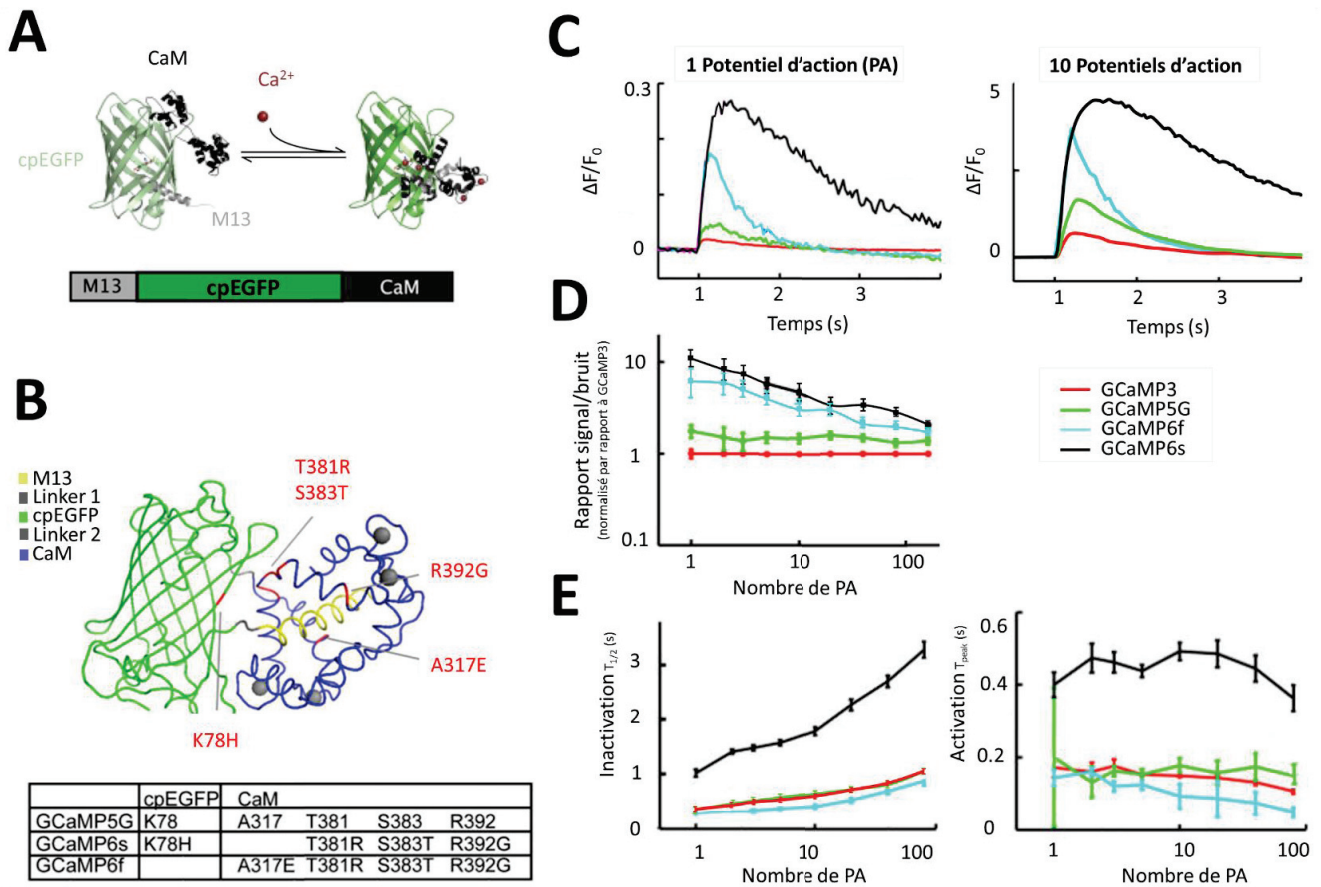 A
CaM
Ca2+
cpEGFP
M13
M13 cpEGFP CaM
B
M13
Linker 1
cpEGFP
Linker 2
CaM
T381R
S383T
R392G
A317E
K78H
cpEGFP CaM
GCaMP5G K78 A317 T381 S383 R392
GCaMP6s K78H T381R S383T R392G
GCaMP6f A317E T381R S383T R392G
C
1 Potentiel d'action (PA)
0.3
0
ΔF/F0
1 2 3
Temps (s)
10 Potentiels d'action
5
0
ΔF/F0
1 2 3
Temps (s)
D
Rapport signal/bruit
(normalisé par rapport à GCaMP3)
10
1
0.1
1 10 100
Nombre de PA
GCaMP3
GCaMP5G
GCaMP6f
GCaMP6s
E
Inactivation T1/2 (s)
3
2
1
0
1 10 100
Nombre de PA
Activation Tpeak (s)
0.6
0.4
0.2
0
1 10 100
Nombre de PA